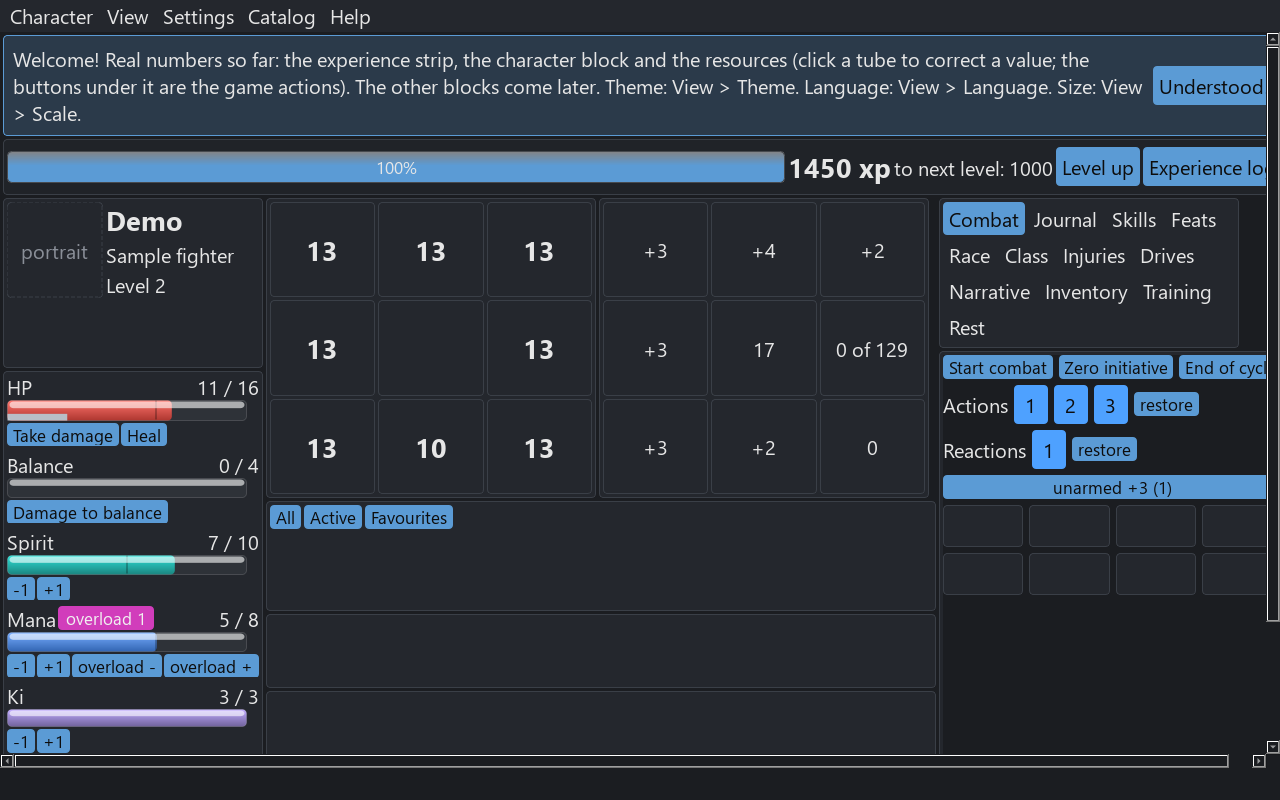 Character View Settings Catalog Help
Welcome! Real numbers so far: the experience strip, the character block and the resources (click a tube to correct a value; the
buttons under it are the game actions). The other blocks come later. Theme: View > Theme. Language: View > Language. Size: View
> Scale.
Understood
100%
1450 xp to next level: 1000 Level up Experience lo
portrait
Demo
Sample fighter
Level 2
HP 11 / 16
Take damage Heal
Balance 0 / 4
Damage to balance
Spirit 7 / 10
-1 +1
Mana overload 1 5 / 8
-1 +1 overload - overload +
Ki 3 / 3
-1 +1
13 13 13
13 13
13 10 13
+3 +4 +2
+3 17 0 of 129
+3 +2 0
All Active Favourites
Combat Journal Skills Feats
Race Class Injuries Drives
Narrative Inventory Training
Rest
Start combat Zero initiative End of cycl
Actions 1 2 3 restore
Reactions 1 restore
unarmed +3 (1)